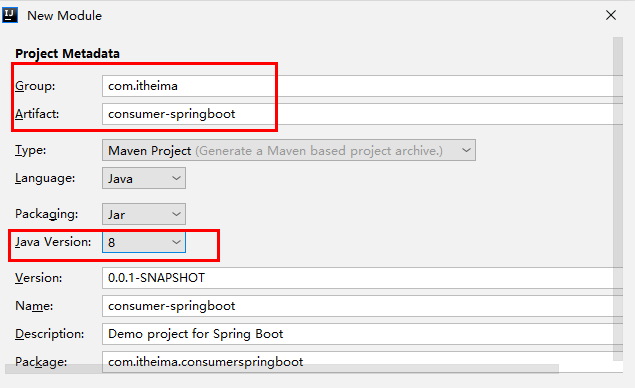 IJ New Module
Project Metadata
Group: com.itheima
Artifact: consumer-springboot
Type: Maven Project (Generate a Maven based project archive.)
Language: Java
Packaging: Jar
Java Version: 8
Version: 0.0.1-SNAPSHOT
Name: consumer-springboot
Description: Demo project for Spring Boot
Package: com.itheima.consumerspringboot